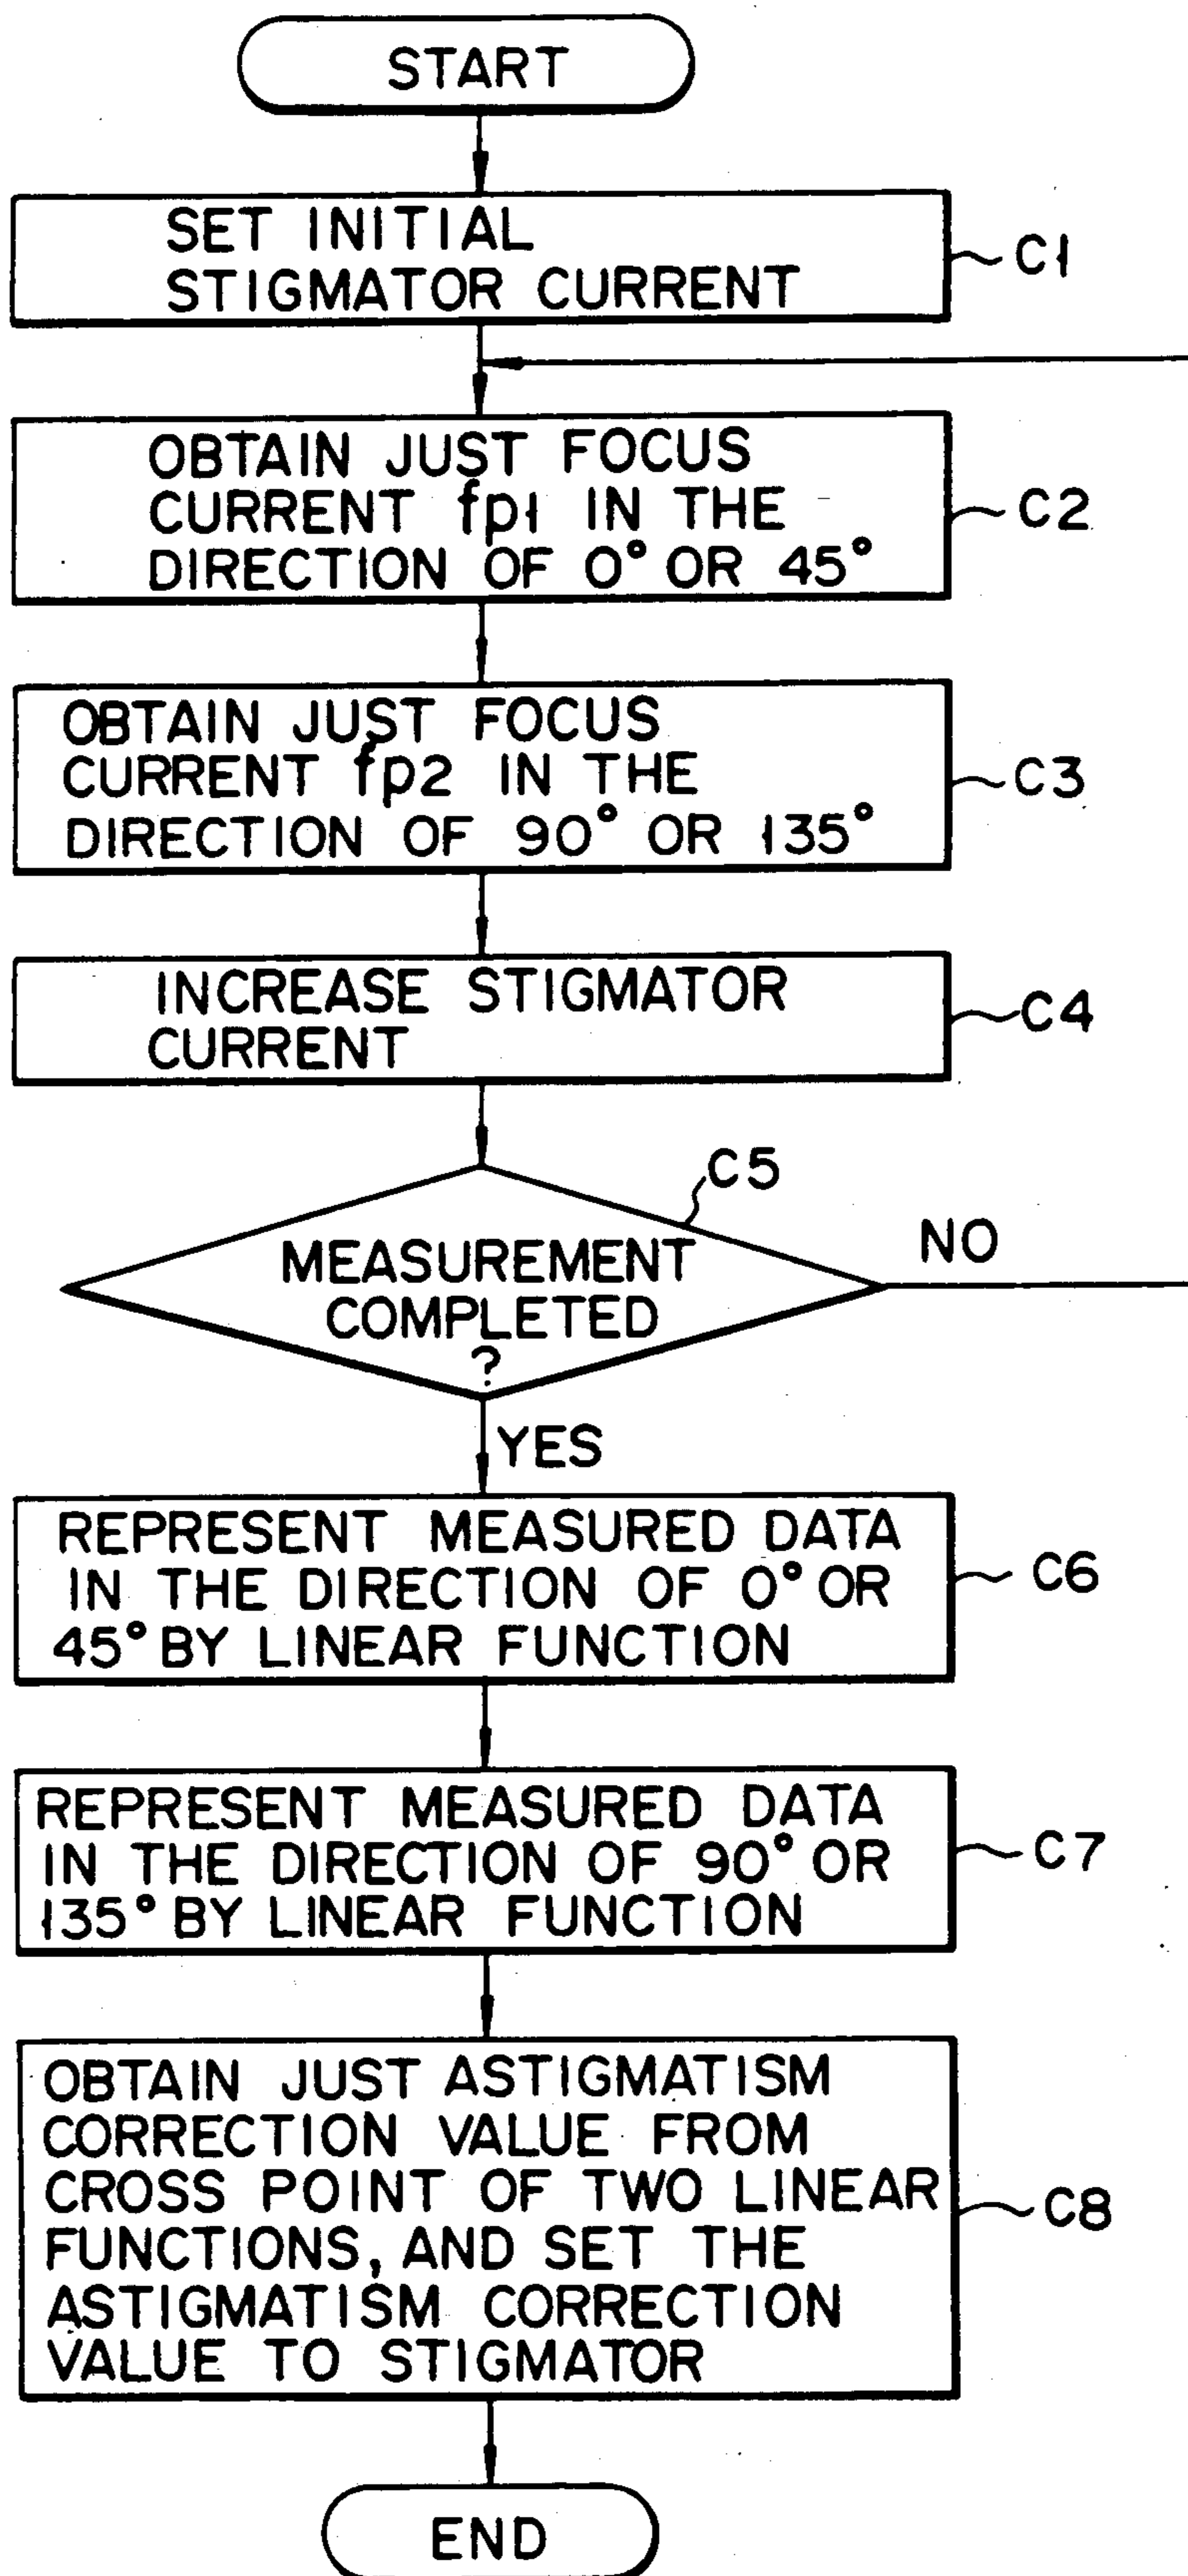 START
SET INITIAL
STIGMATOR CURRENT
C1
OBTAIN JUST FOCUS
CURRENT fp1 IN THE
DIRECTION OF 0° OR 45°
C2
OBTAIN JUST FOCUS
CURRENT fp2 IN THE
DIRECTION OF 90° OR 135°
C3
INCREASE STIGMATOR
CURRENT
C4
C5
MEASUREMENT
COMPLETED
?
NO
YES
REPRESENT MEASURED DATA
IN THE DIRECTION OF 0° OR
45° BY LINEAR FUNCTION
C6
REPRESENT MEASURED DATA
IN THE DIRECTION OF 90° OR
135° BY LINEAR FUNCTION
C7
OBTAIN JUST ASTIGMATISM
CORRECTION VALUE FROM
CROSS POINT OF TWO LINEAR
FUNCTIONS, AND SET THE
ASTIGMATISM CORRECTION
VALUE TO STIGMATOR
C8
END